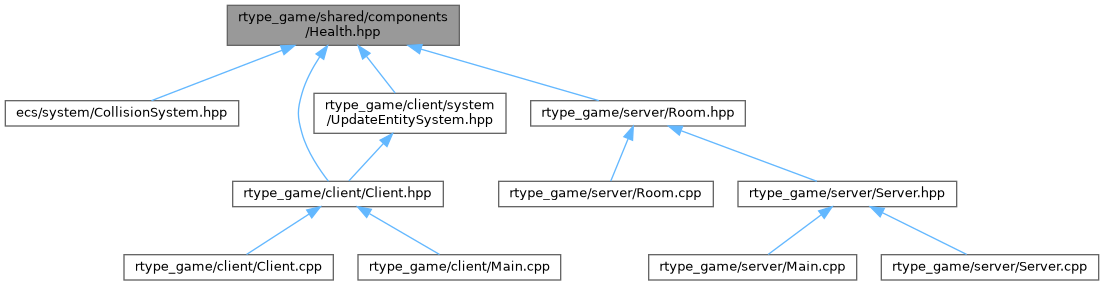 rtype_game/shared/components
/Health.hpp
ecs/system/CollisionSystem.hpp
rtype_game/client/system
/UpdateEntitySystem.hpp
rtype_game/server/Room.hpp
rtype_game/client/Client.hpp
rtype_game/server/Room.cpp
rtype_game/server/Server.hpp
rtype_game/client/Client.cpp
rtype_game/client/Main.cpp
rtype_game/server/Main.cpp
rtype_game/server/Server.cpp